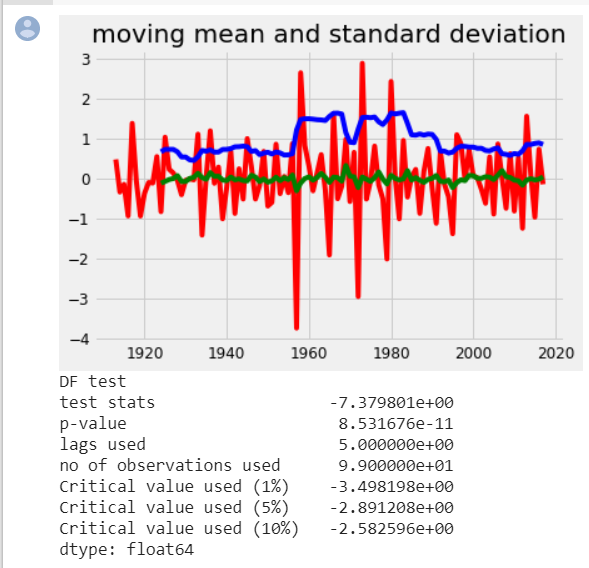 moving mean and standard deviation
3
2
1
0
−1
−2
−3
−4
1920 1940 1960 1980 2000 2020
DF test
test stats -7.379801e+00
p-value 8.531676e-11
lags used 5.000000e+00
no of observations used 9.900000e+01
Critical value used (1%) -3.498198e+00
Critical value used (5%) -2.891208e+00
Critical value used (10%) -2.582596e+00
dtype: float64